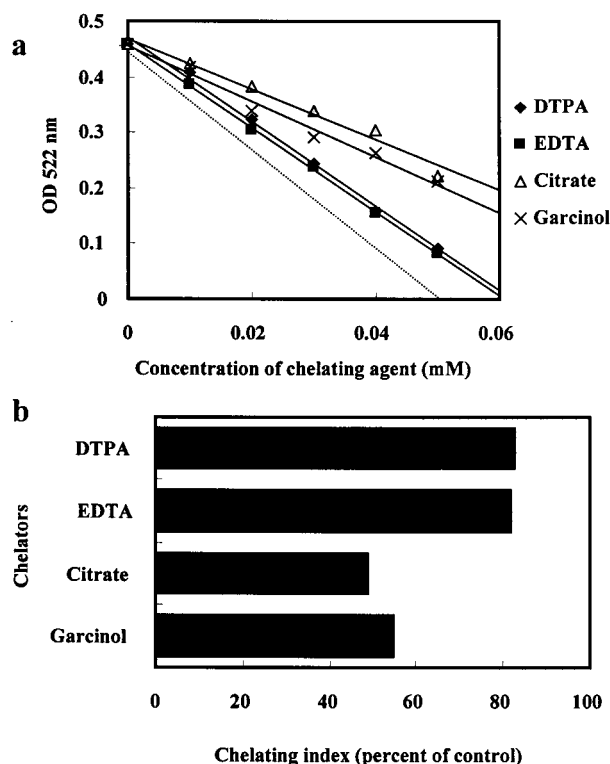 a
0.5
0.4
0.3
0.2
0.1
0
OD 522 nm
0 0.02 0.04 0.06
Concentration of chelating agent (mM)
DTPA
EDTA
Citrate
Garcinol
b
Chelators
DTPA
EDTA
Citrate
Garcinol
0 20 40 60 80 100
Chelating index (percent of control)